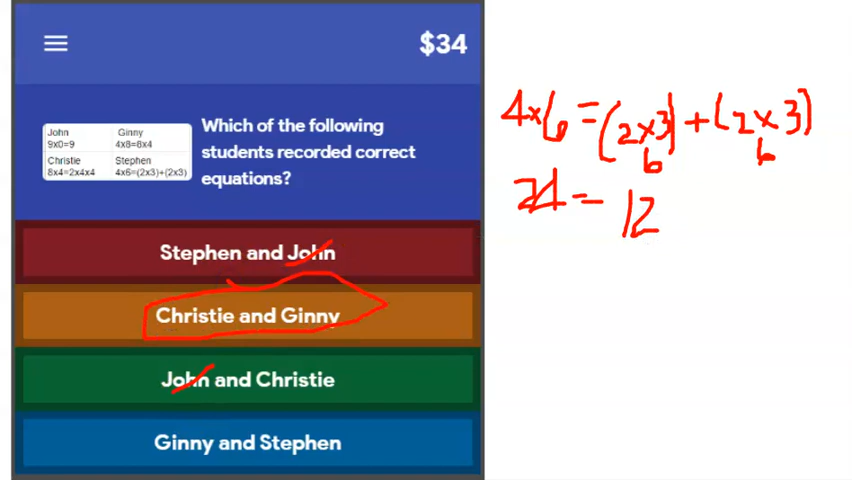 $34
John Ginny
9x0=9 4x8=8x4
Christie Stephen
8x4=2x4x4 4x6=(2x3)+(2x3)
Which of the following
students recorded correct
equations?
Stephen and John
Christie and Ginny
John and Christie
Ginny and Stephen
4x6=(2x3)+(2x3)
6 6
24=12